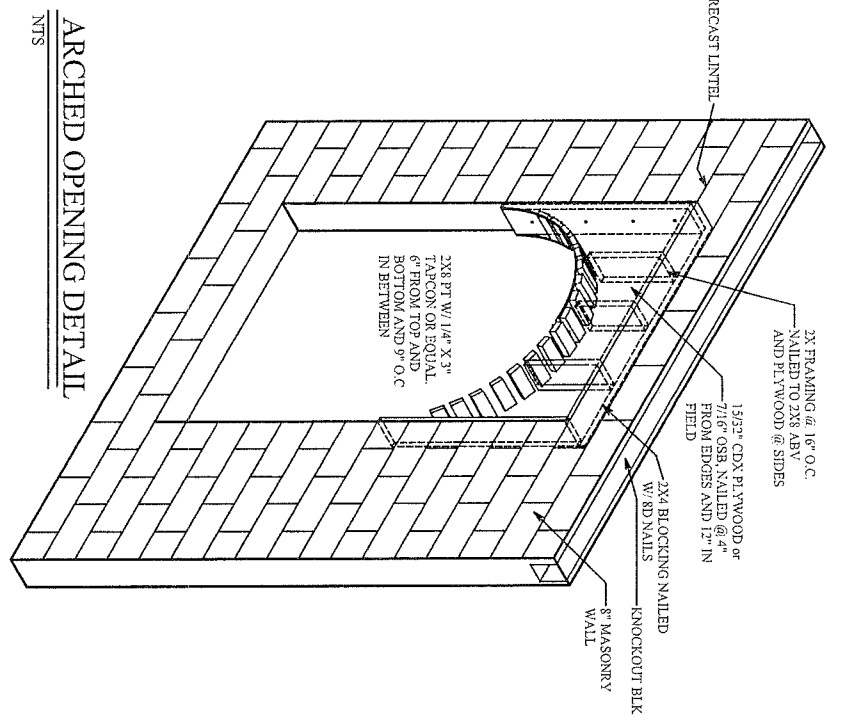 RECAST LINTEL
2X FRAMING @ 16" O.C.
NAILED TO 2X8 ABV
AND PLYWOOD @ SIDES
15/32" CDX PLYWOOD or
7/16" OSB, NAILED @ 4"
FROM EDGES AND 12" IN
FIELD
2X4 BLOCKING NAILED
W/ 8D NAILS
KNOCKOUT BLK.
8" MASONRY
WALL
2X8 PT W/ 1/4" X 3"
TAPCON OR EQUAL.
6" FROM TOP AND
BOTTOM AND 9" O.C
IN BETWEEN
ARCHED OPENING DETAIL
NTS